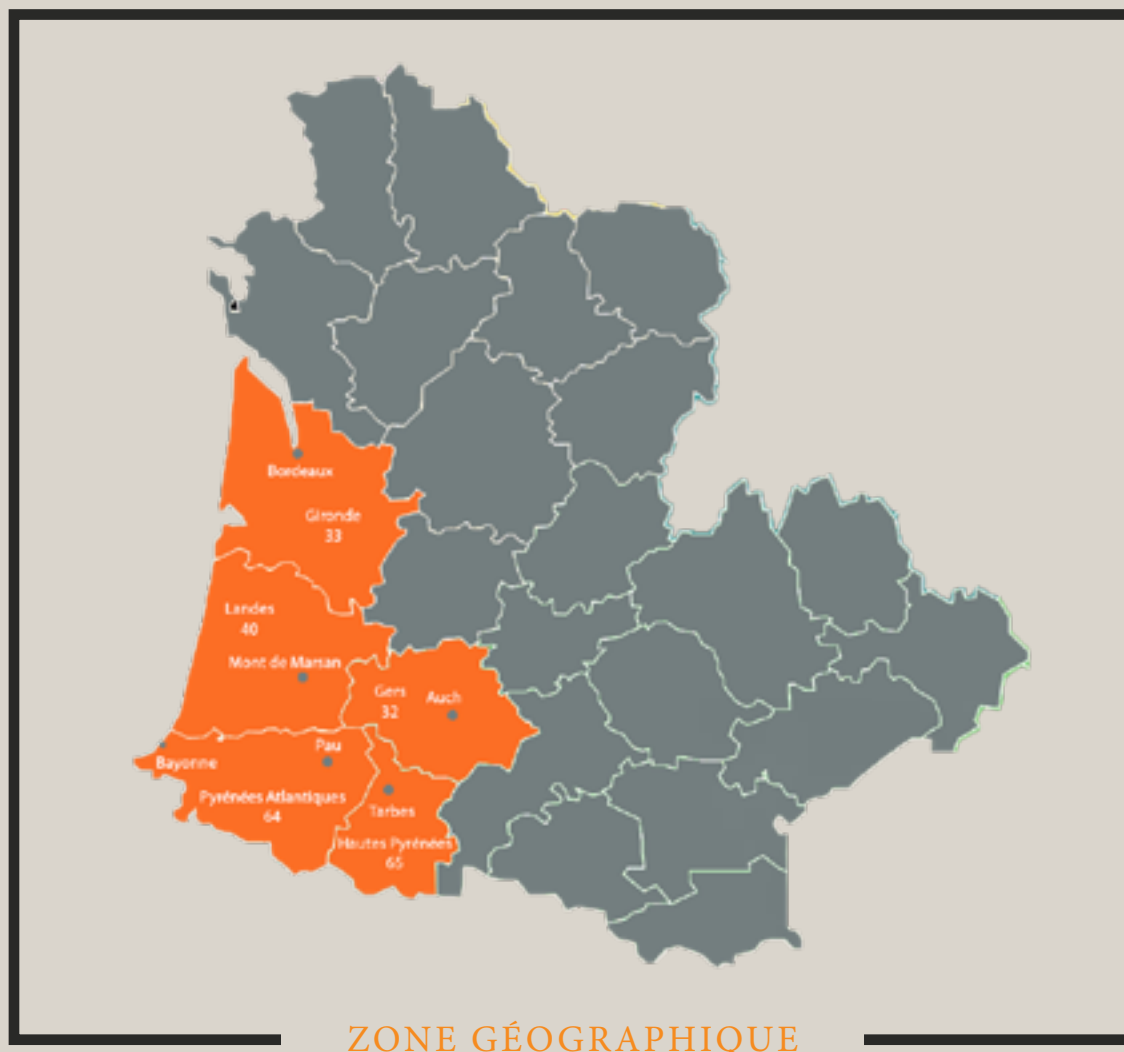 Bordeaux
Gironde
33
Landes
40
Mont de Marsan
Gers
32
Auch
Pau
Bayonne
Pyrénées Atlantiques
64
Tarbes
Hautes Pyrénées
65
ZONE GÉOGRAPHIQUE